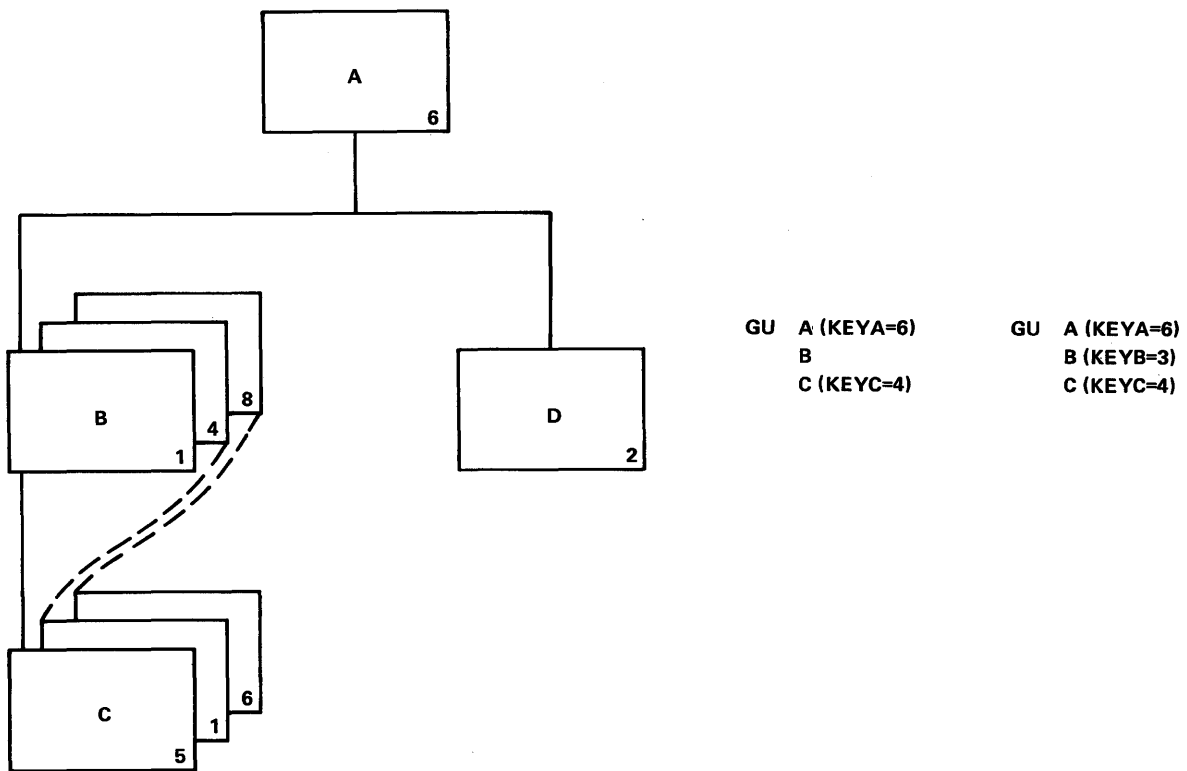 A
6
8
4
B
1
D
2
GU A (KEYA=6)
B
C (KEYC=4)
GU A (KEYA=6)
B (KEYB=3)
C (KEYC=4)
6
1
C
5